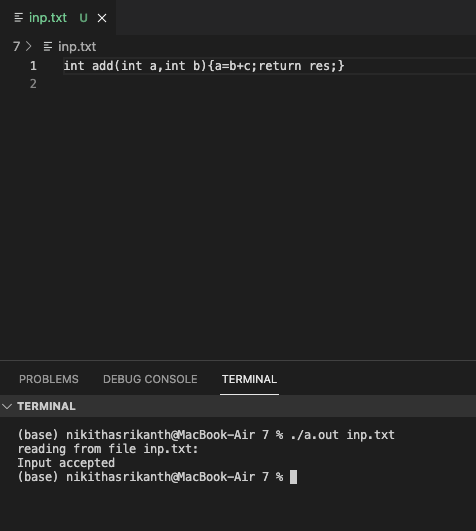 inp.txt U
7 > inp.txt
1 int add(int a,int b){a=b+c;return res;}
2
PROBLEMS DEBUG CONSOLE TERMINAL
TERMINAL
(base) nikithasrikanth@MacBook-Air 7 % ./a.out inp.txt
reading from file inp.txt:
Input accepted
(base) nikithasrikanth@MacBook-Air 7 %